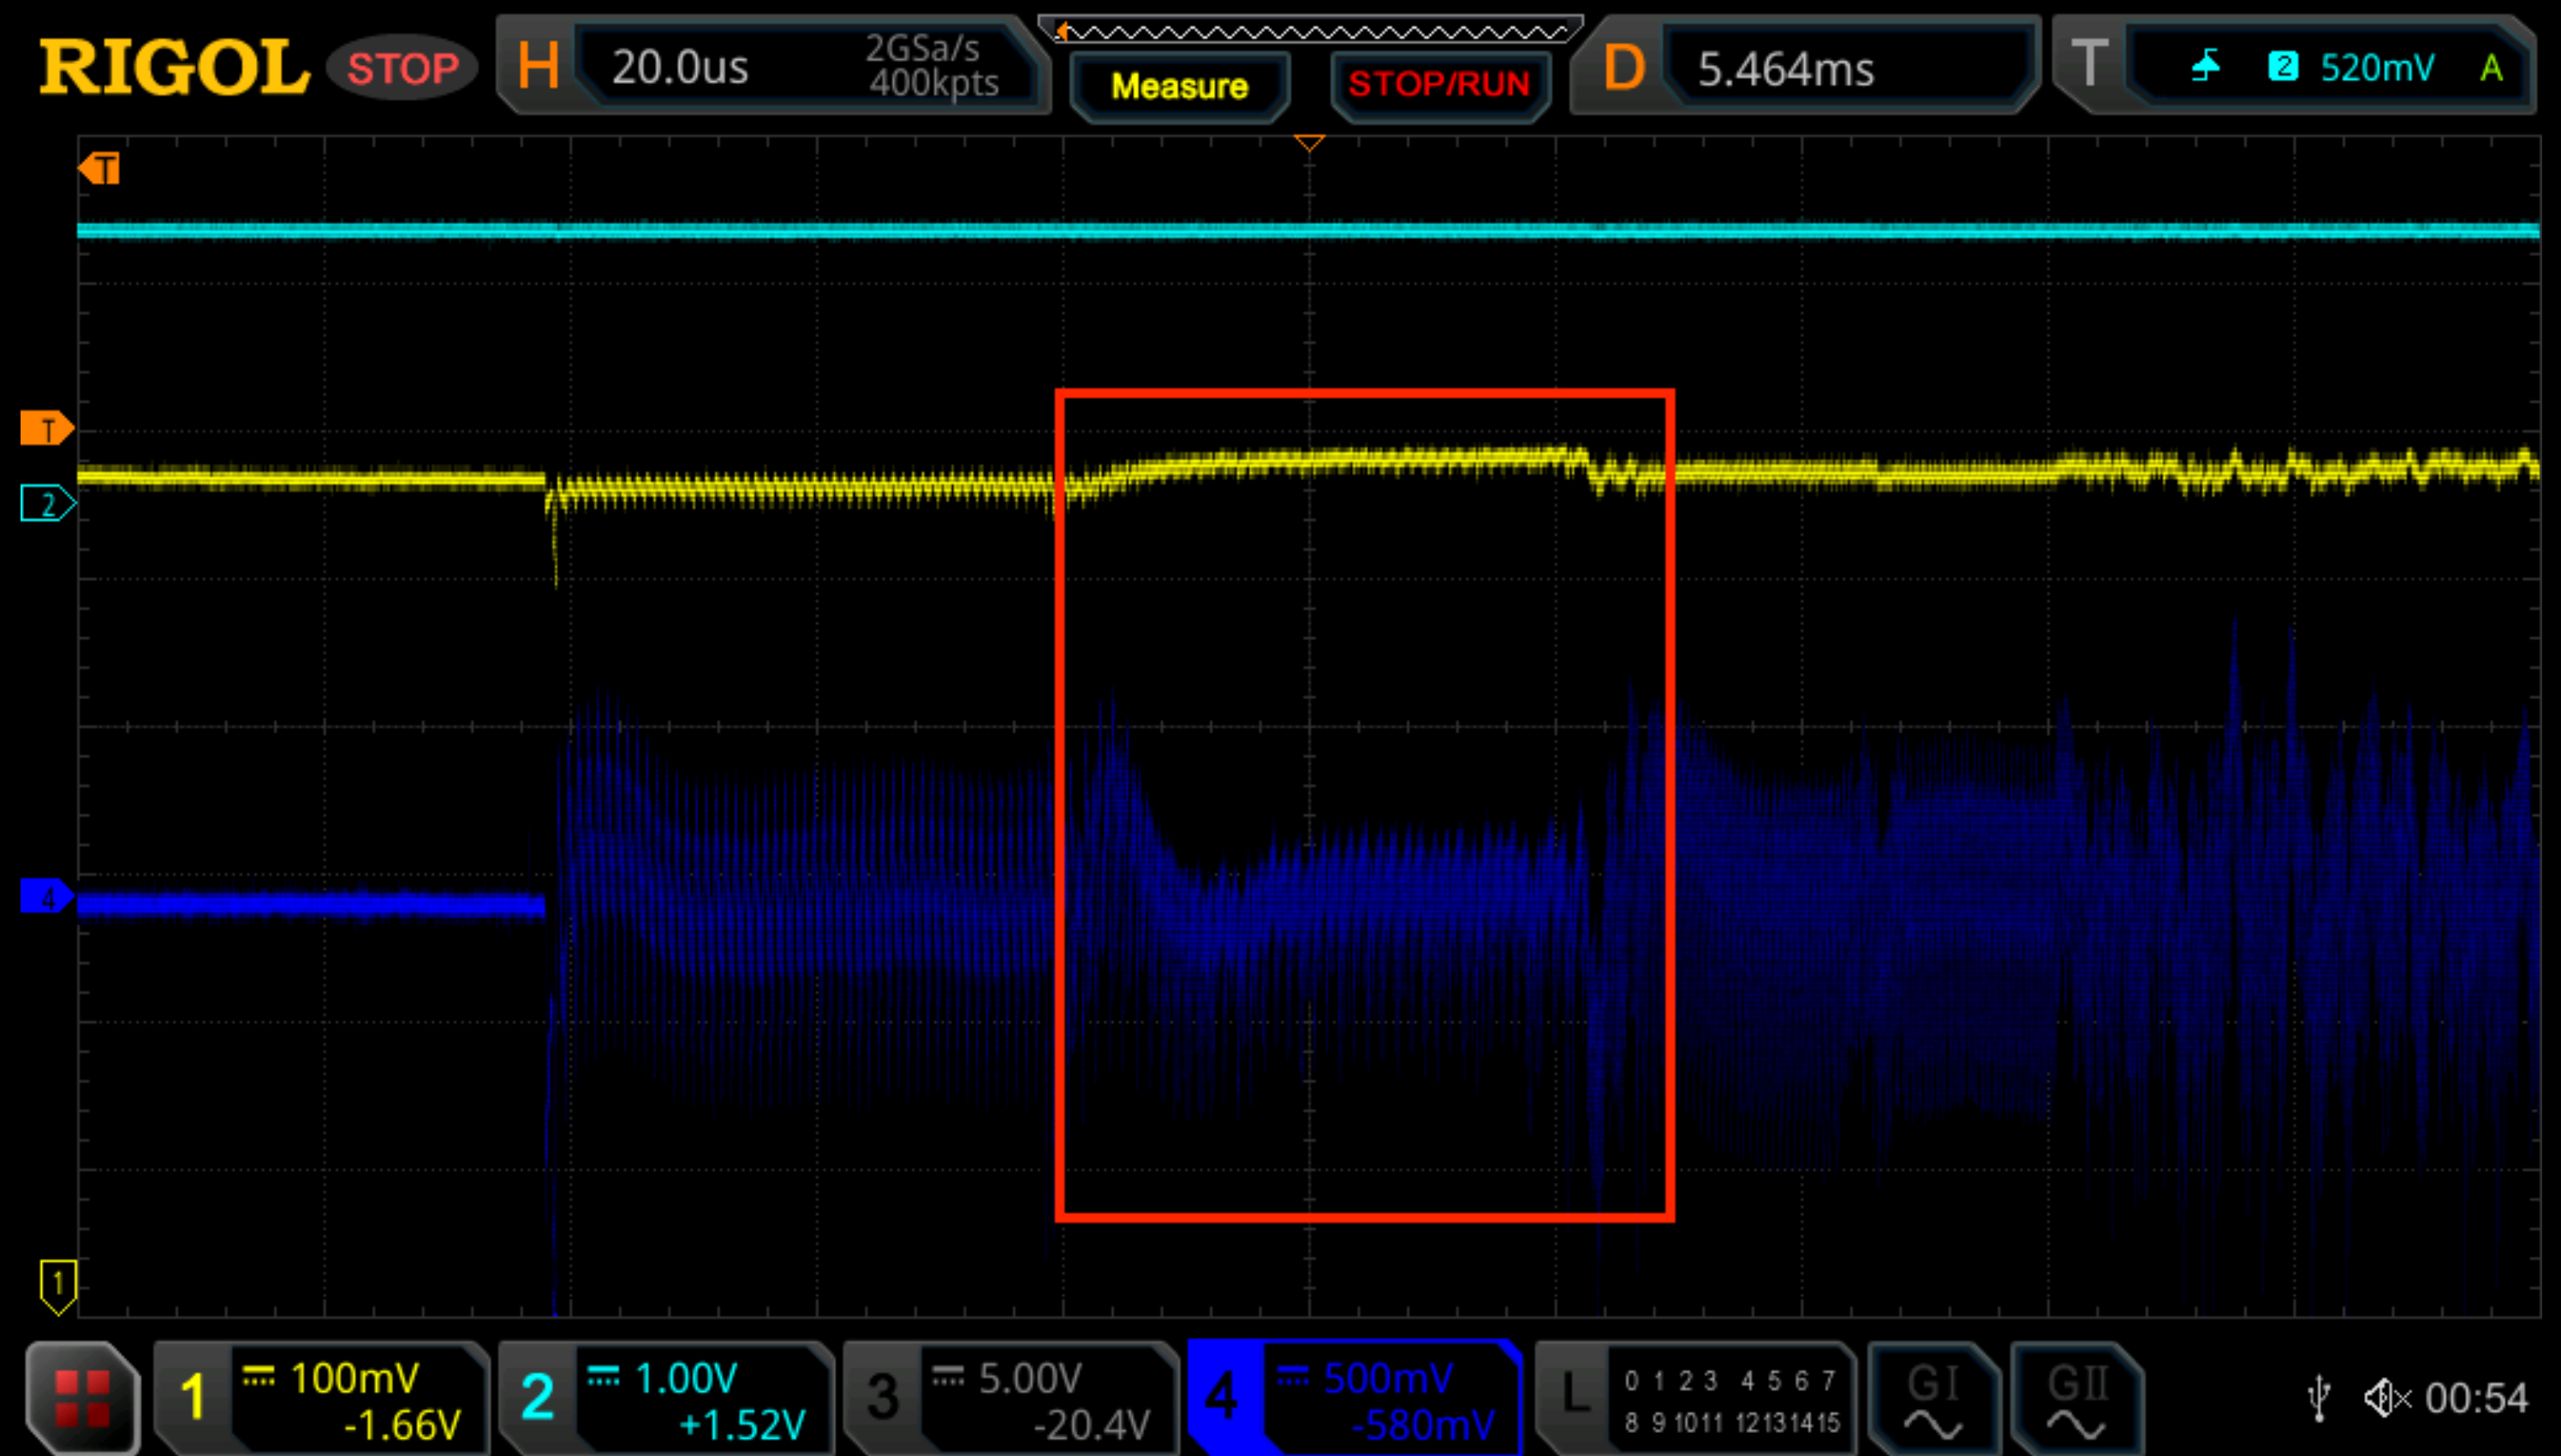 RIGOL STOP H 20.0us 2GSa/s
400kpts
Measure STOP/RUN D 5.464ms T 2 520mV A
T
T
2
4
1
1 100mV
-1.66V
2 1.00V
+1.52V
3 5.00V
-20.4V
4 500mV
-580mV
L 0 1 2 3 4 5 6 7
8 9 10 11 12 13 14 15
GI GII 00:54